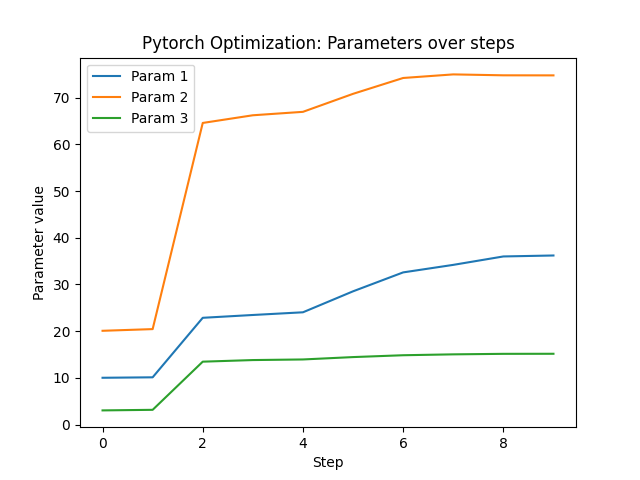 Pytorch Optimization: Parameters over steps
Param 1
Param 2
Param 3
Parameter value
70
60
50
40
30
20
10
0
0 2 4 6 8
Step